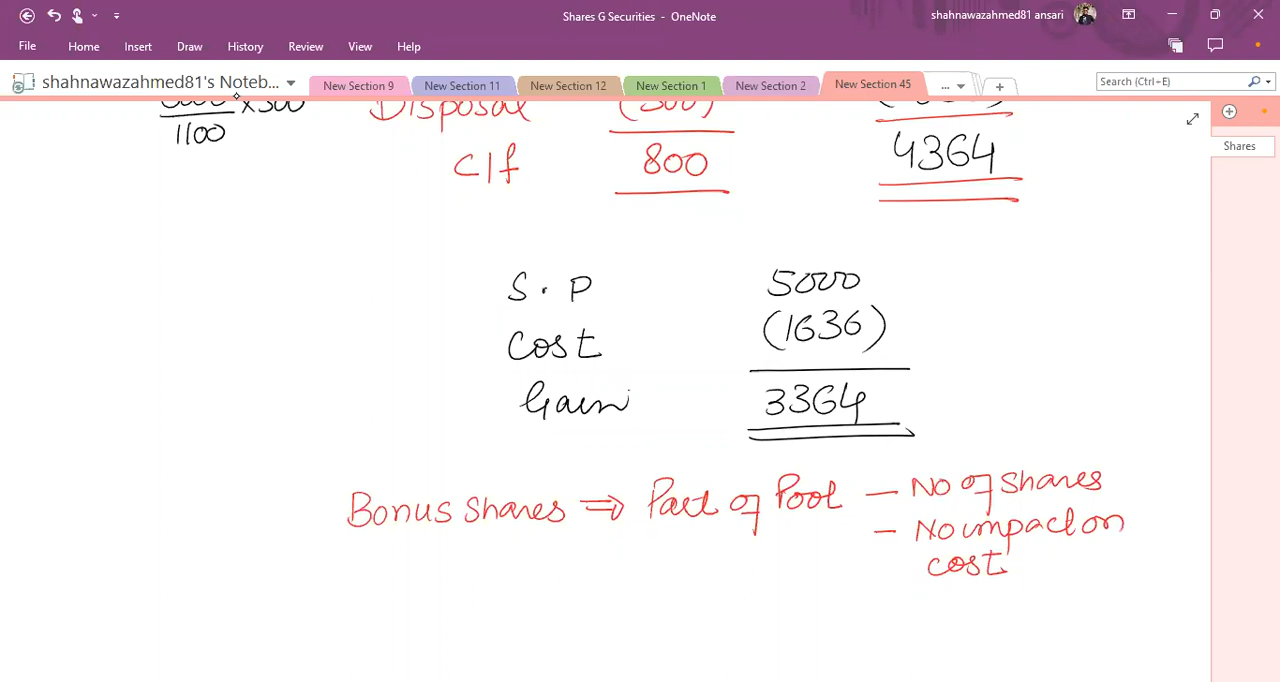 Shares G Securities - OneNote
shahnawazahmed81 ansari
File Home Insert Draw History Review View Help
shahnawazahmed81's Noteb...
New Section 9 New Section 11 New Section 12 New Section 1 New Section 2 New Section 45 ...
Search (Ctrl+E)
Shares
x300
1100
Disposal (300)
c/f 800 4364
S.P 5000
Cost (1636)
Gain 3364
Bonus Shares ⇒ Part of Pool - No of shares
- No impact on
cost